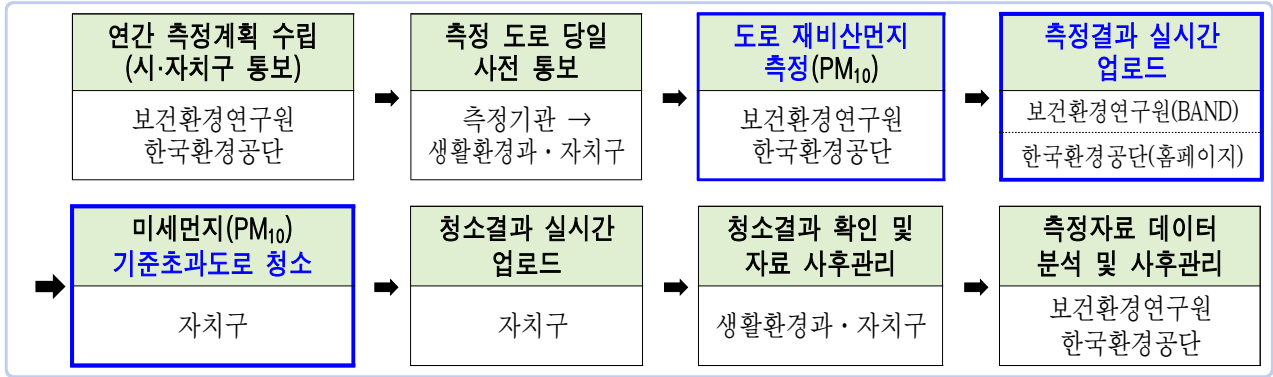 연간 측정계획 수립
(시·자치구 통보)
보건환경연구원
한국환경공단
➡
측정 도로 당일
사전 통보
측정기관 →
생활환경과·자치구
➡
도로 재비산먼지
측정(PM₁₀)
보건환경연구원
한국환경공단
➡
측정결과 실시간
업로드
보건환경연구원(BAND)
한국환경공단(홈페이지)
➡
미세먼지(PM₁₀)
기준초과도로 청소
자치구
➡
청소결과 실시간
업로드
자치구
➡
청소결과 확인 및
자료 사후관리
생활환경과·자치구
➡
측정자료 데이터
분석 및 사후관리
보건환경연구원
한국환경공단